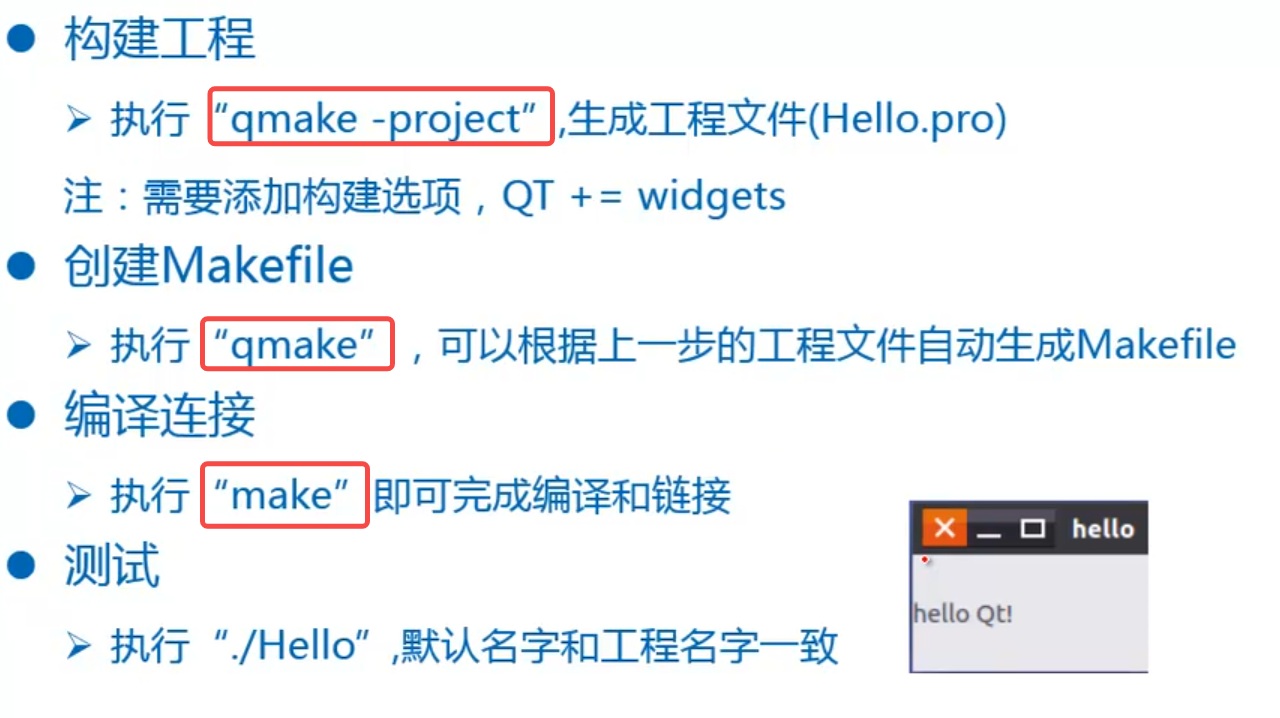 构建工程
执行 “qmake -project”,生成工程文件(Hello.pro)
注：需要添加构建选项，QT += widgets
创建Makefile
执行 “qmake” ，可以根据上一步的工程文件自动生成Makefile
编译连接
执行 “make” 即可完成编译和链接
测试
执行 “./Hello” ,默认名字和工程名字一致
hello
hello Qt!